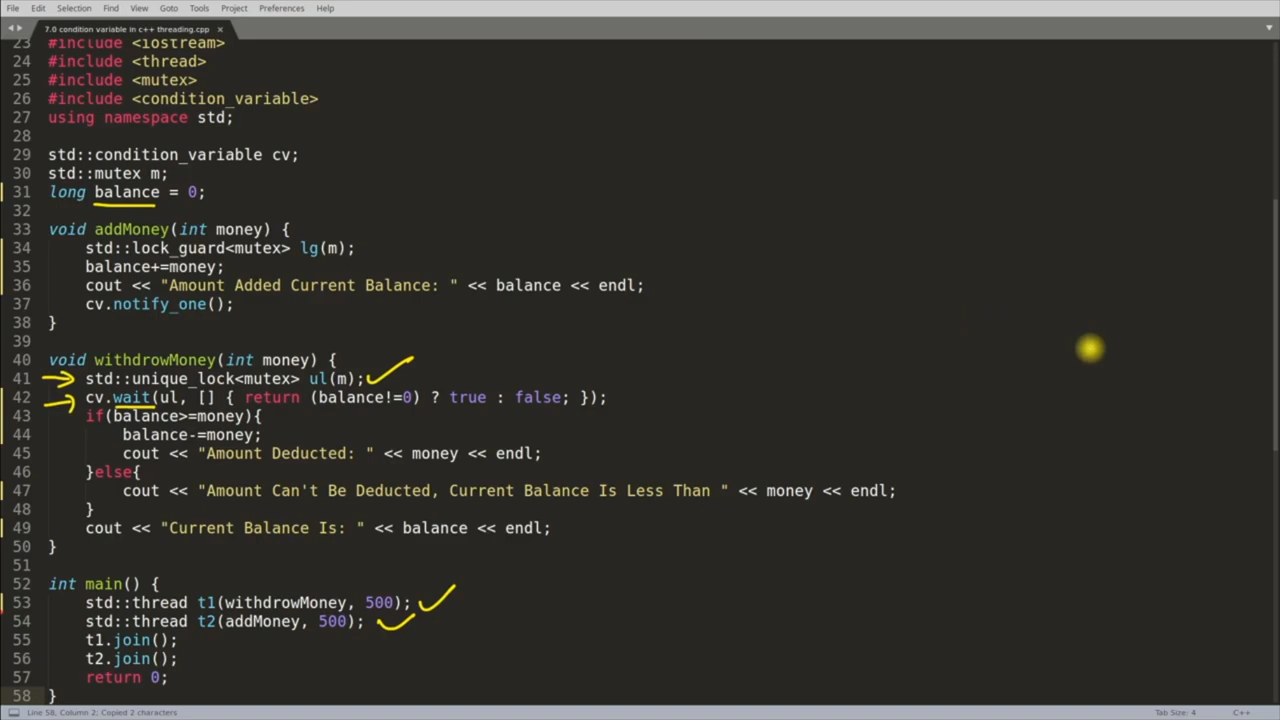 File Edit Selection Find View Goto Tools Project Preferences Help
7.0 condition variable in c++ threading.cpp ×
23 #include <iostream>
24 #include <thread>
25 #include <mutex>
26 #include <condition_variable>
27 using namespace std;
28
29 std::condition_variable cv;
30 std::mutex m;
31 long balance = 0;
32
33 void addMoney(int money) {
34     std::lock_guard<mutex> lg(m);
35     balance+=money;
36     cout << "Amount Added Current Balance: " << balance << endl;
37     cv.notify_one();
38 }
39
40 void withdrowMoney(int money) {
41     std::unique_lock<mutex> ul(m);
42     cv.wait(ul, [] { return (balance!=0) ? true : false; });
43     if(balance>=money){
44         balance-=money;
45         cout << "Amount Deducted: " << money << endl;
46     }else{
47         cout << "Amount Can't Be Deducted, Current Balance Is Less Than " << money << endl;
48     }
49     cout << "Current Balance Is: " << balance << endl;
50 }
51
52 int main() {
53     std::thread t1(withdrowMoney, 500);
54     std::thread t2(addMoney, 500);
55     t1.join();
56     t2.join();
57     return 0;
58 }
Line 58, Column 2; Copied 2 characters Tab Size: 4 C++